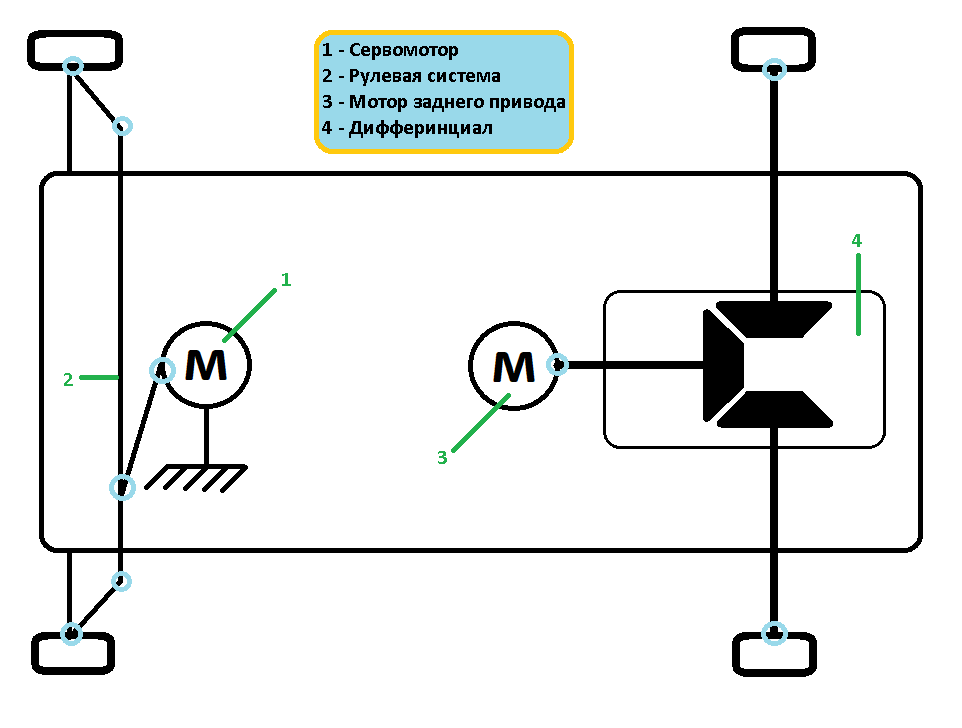 1 - Сервомотор
2 - Рулевая система
3 - Мотор заднего привода
4 - Дифферинциал
4
1
M
M
2
3